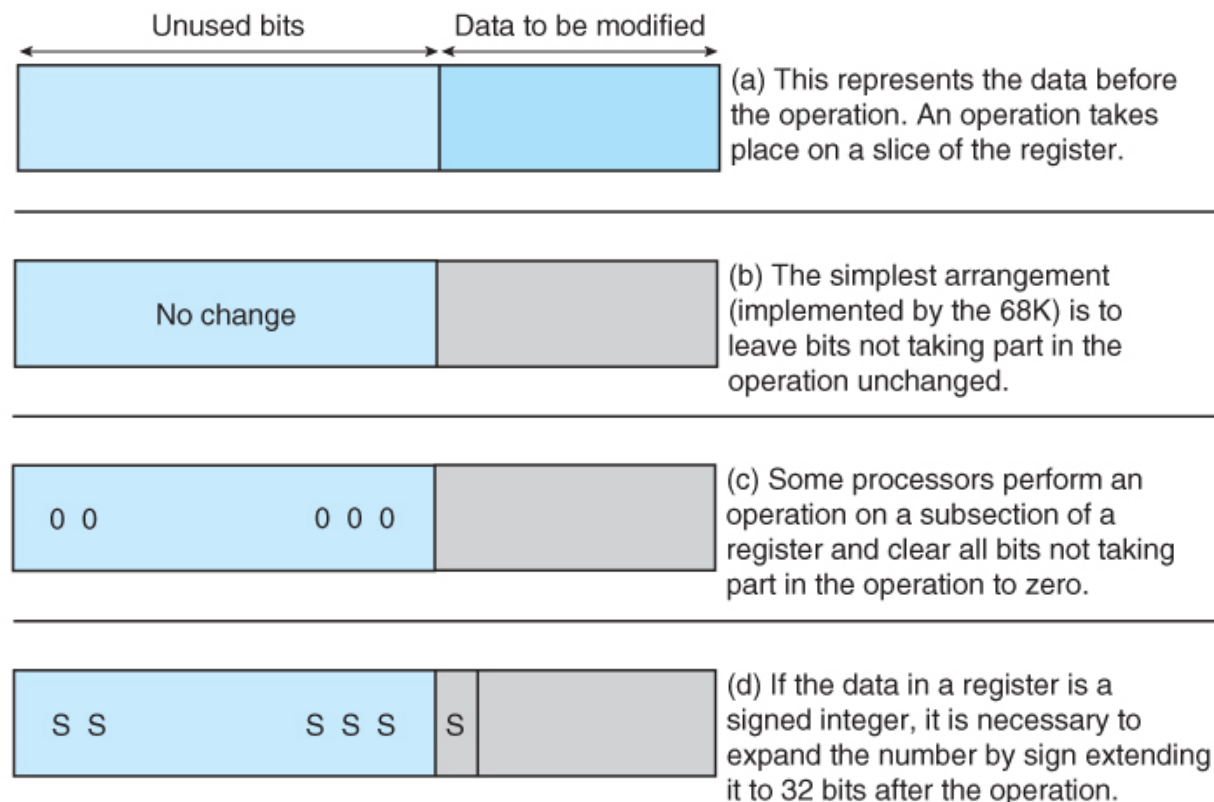 Unused bits
Data to be modified
(a) This represents the data before
the operation. An operation takes
place on a slice of the register.
No change
(b) The simplest arrangement
(implemented by the 68K) is to
leave bits not taking part in the
operation unchanged.
0 0
0 0 0
(c) Some processors perform an
operation on a subsection of a
register and clear all bits not taking
part in the operation to zero.
S S
S S S
S
(d) If the data in a register is a
signed integer, it is necessary to
expand the number by sign extending
it to 32 bits after the operation.